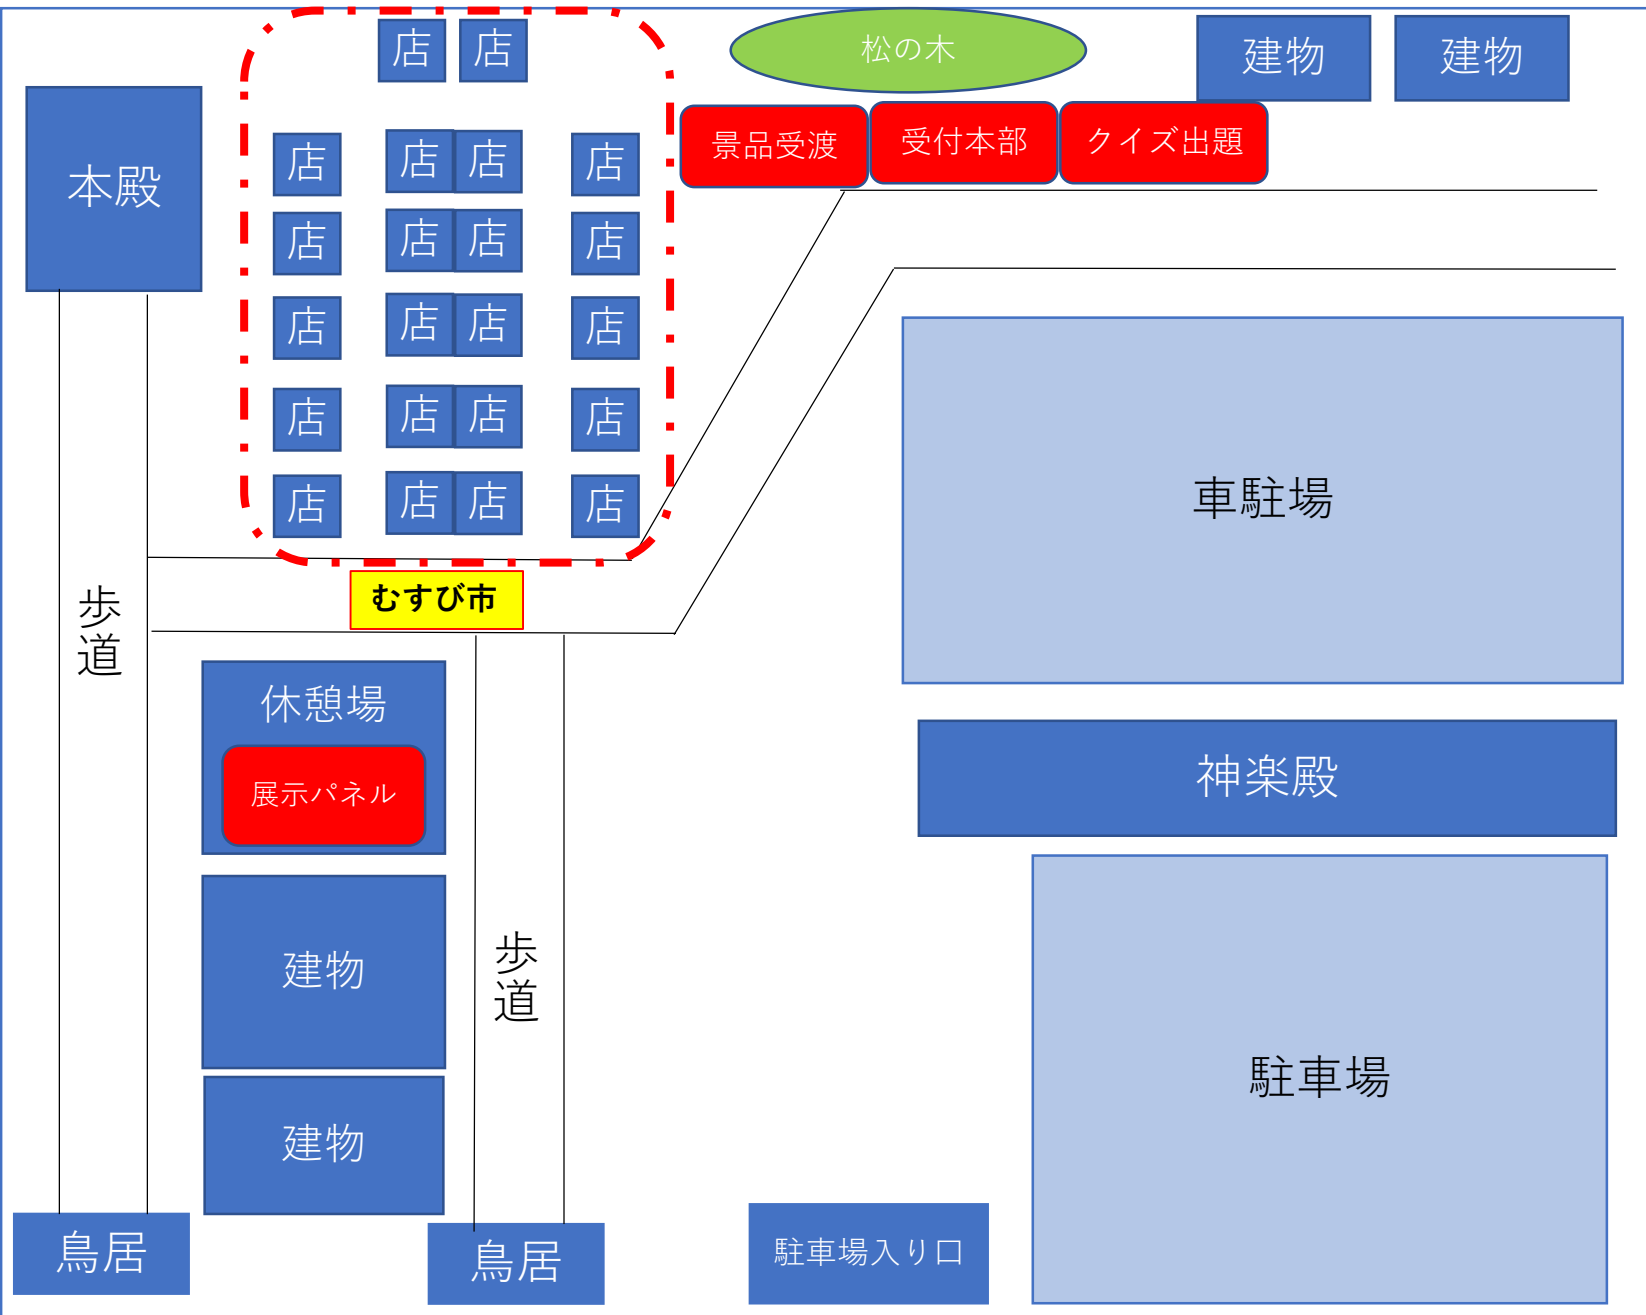 店 店
松の木
建物 建物
本殿
景品受渡 受付本部 クイズ出題
店 店 店 店
店 店 店 店
店 店 店 店
店 店 店 店
店 店 店 店
車駐場
むすび市
歩道
休憩場
展示パネル
神楽殿
建物
歩道
駐車場
建物
鳥居
鳥居
駐車場入り口